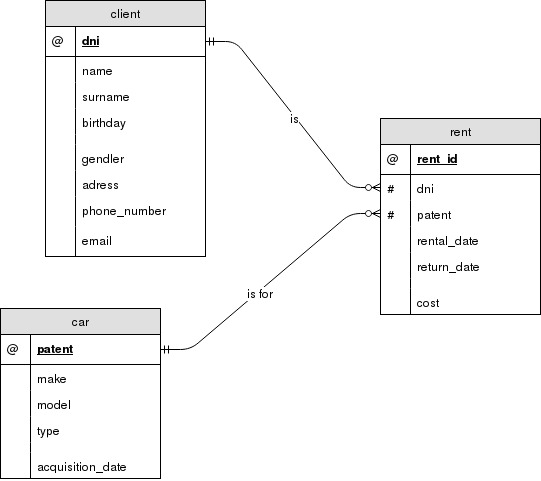 client
@ dni
name
surname
birthday
gendler
adress
phone_number
email
is
rent
@ rent_id
# dni
# patent
rental_date
return_date
cost
is for
car
@ patent
make
model
type
acquisition_date